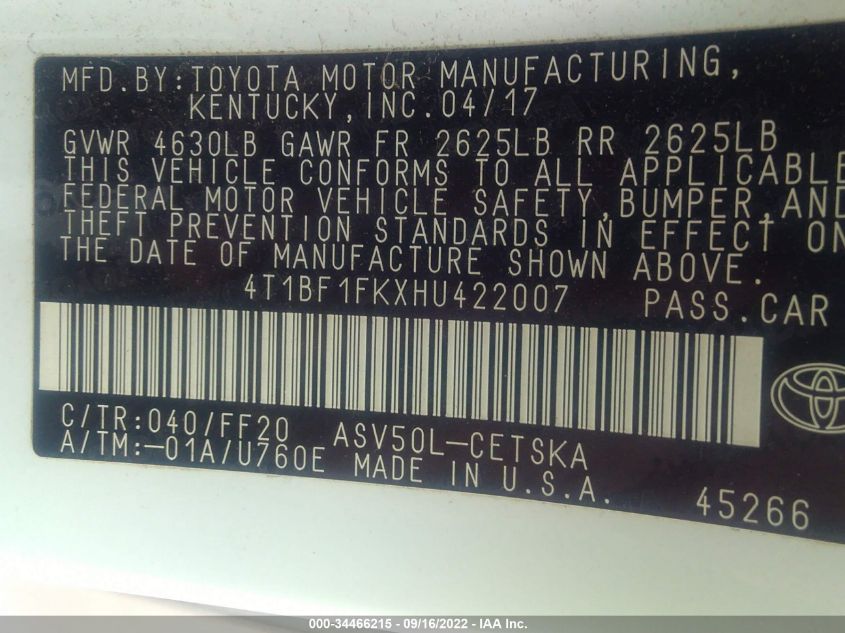 MFD.BY:TOYOTA MOTOR MANUFACTURING,
KENTUCKY,INC.04/17
GVWR 4630LB GAWR FR 2625LB RR 2625LB
THIS VEHICLE CONFORMS TO ALL APPLICABLE
FEDERAL MOTOR VEHICLE SAFETY,BUMPER,AND
THEFT PREVENTION STANDARDS IN EFFECT ON
THE DATE OF MANUFACTURE SHOWN ABOVE.
4T1BF1FKXHU422007 PASS.CAR
C/TR:040/FF20 ASV50L-CETSKA
A/TM:-01A/U760E MADE IN U.S.A. 45266
000-34466215 - 09/16/2022 - IAA Inc.